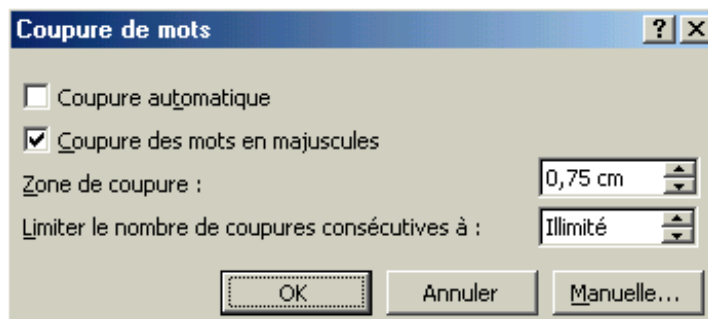 Coupure de mots
Coupure automatique
Coupure des mots en majuscules
Zone de coupure : 0,75 cm
Limiter le nombre de coupures consécutives à : Illimité
OK Annuler Manuelle...